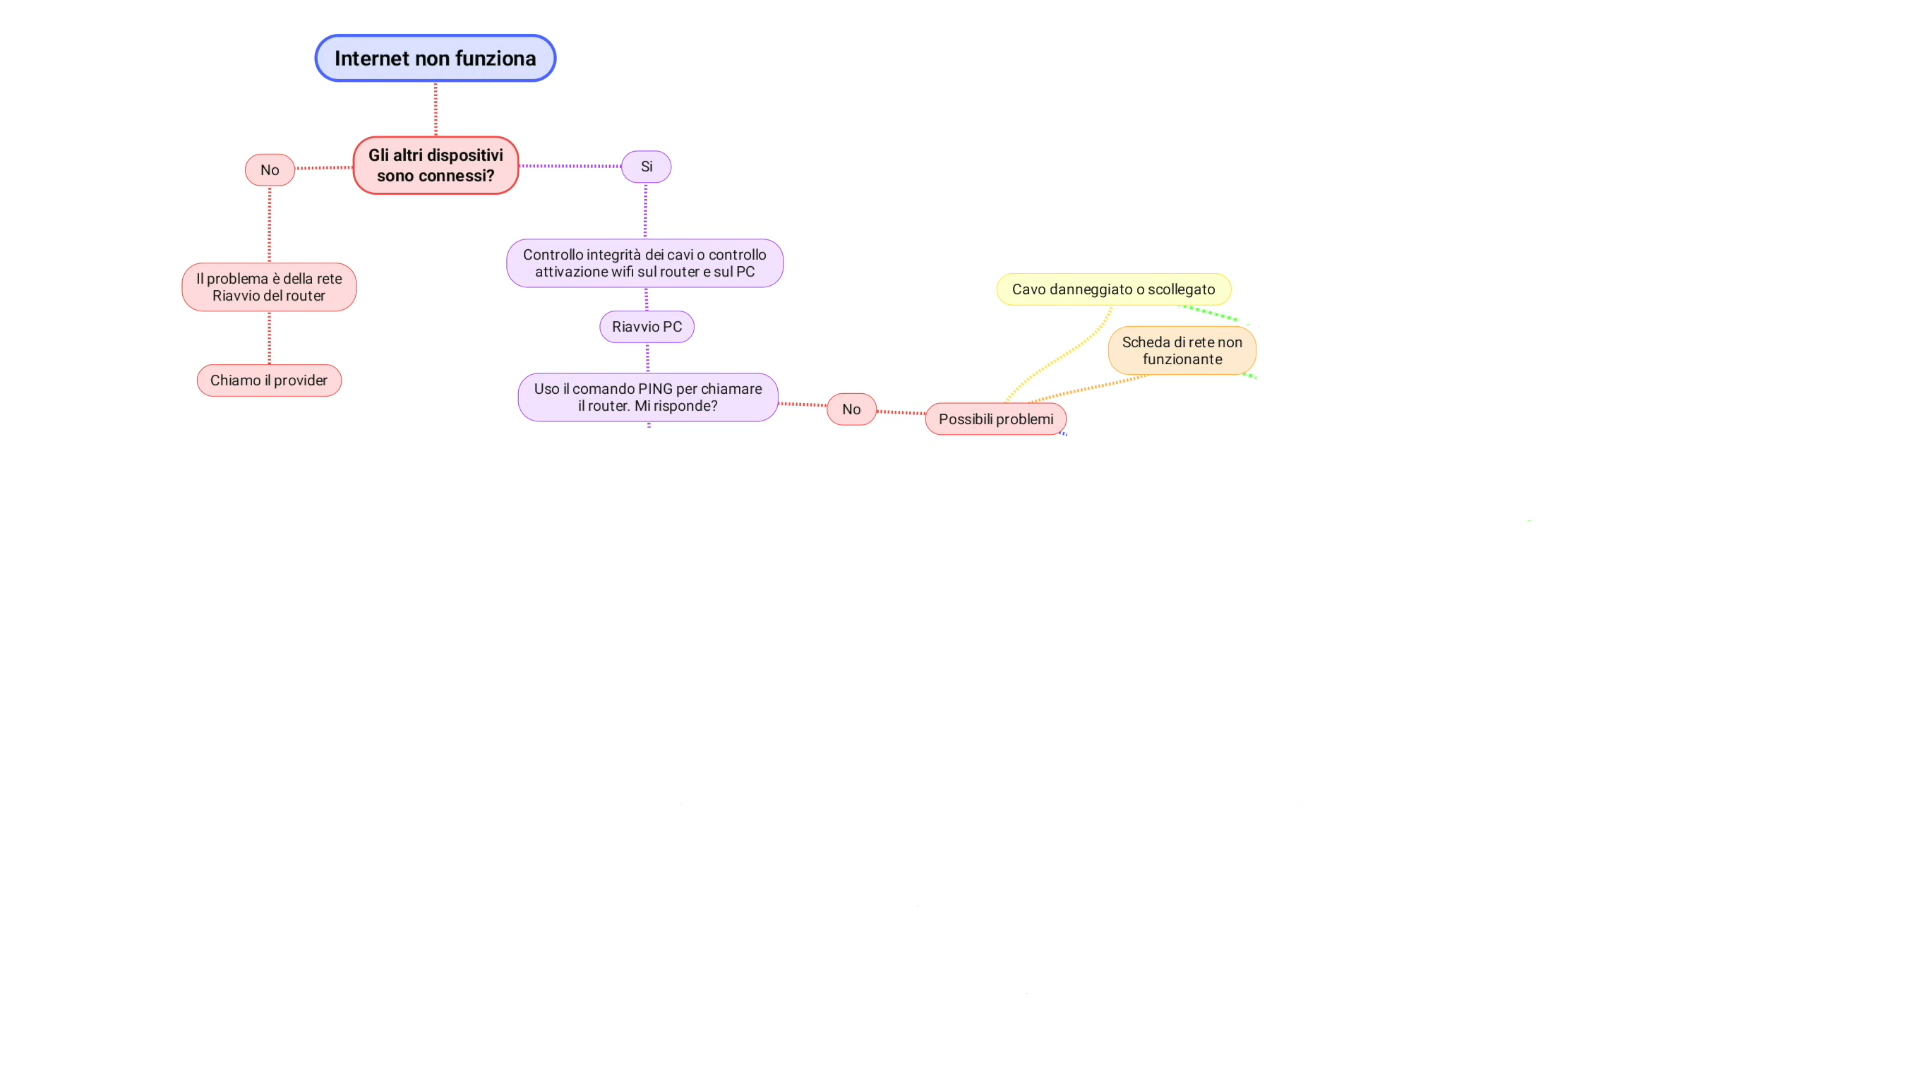 Internet non funziona
Gli altri dispositivi
sono connessi?
No
Si
Il problema è della rete
Riavvio del router
Chiamo il provider
Controllo integrità dei cavi o controllo
attivazione wifi sul router e sul PC
Riavvio PC
Uso il comando PING per chiamare
il router. Mi risponde?
No
Possibili problemi
Cavo danneggiato o scollegato
Scheda di rete non
funzionante